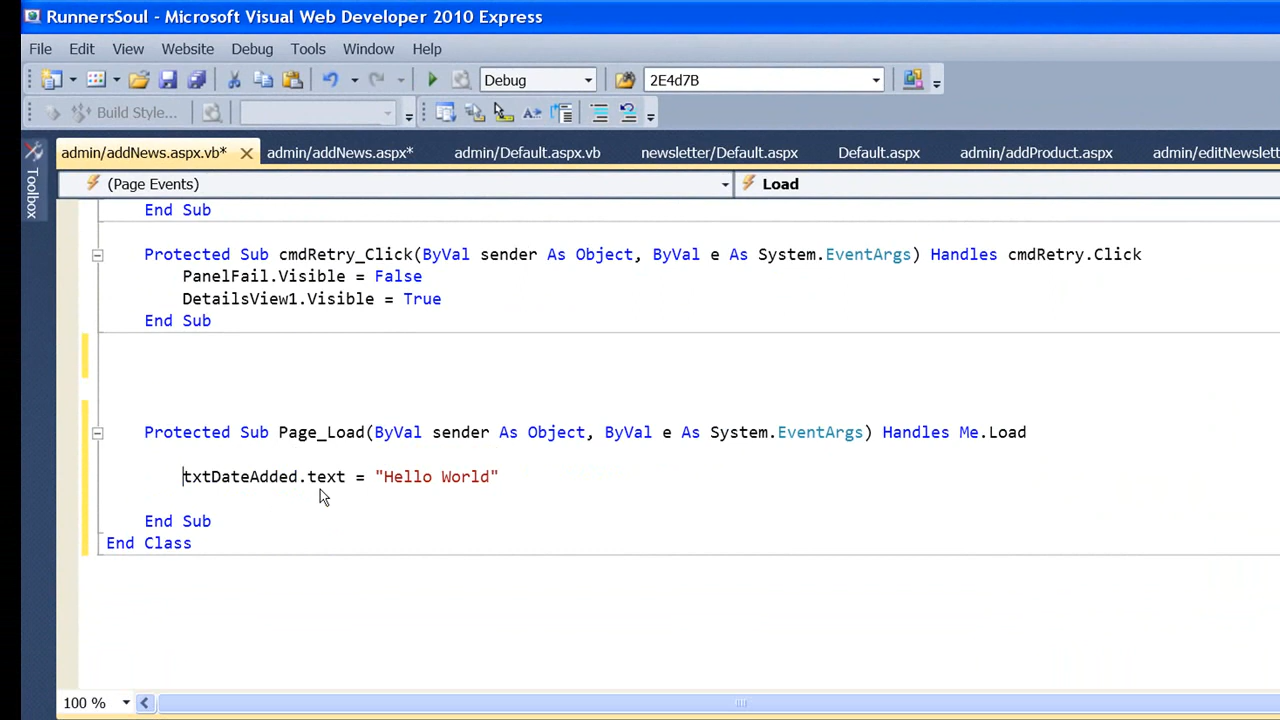 RunnersSoul - Microsoft Visual Web Developer 2010 Express
File Edit View Website Debug Tools Window Help
Debug 2E4d7B
Build Style...
admin/addNews.aspx.vb* admin/addNews.aspx* admin/Default.aspx.vb newsletter/Default.aspx Default.aspx admin/addProduct.aspx admin/editNewslett
Toolbox
(Page Events) Load
End Sub
Protected Sub cmdRetry_Click(ByVal sender As Object, ByVal e As System.EventArgs) Handles cmdRetry.Click
PanelFail.Visible = False
DetailsView1.Visible = True
End Sub
Protected Sub Page_Load(ByVal sender As Object, ByVal e As System.EventArgs) Handles Me.Load
txtDateAdded.text = "Hello World"
End Sub
End Class
100 %